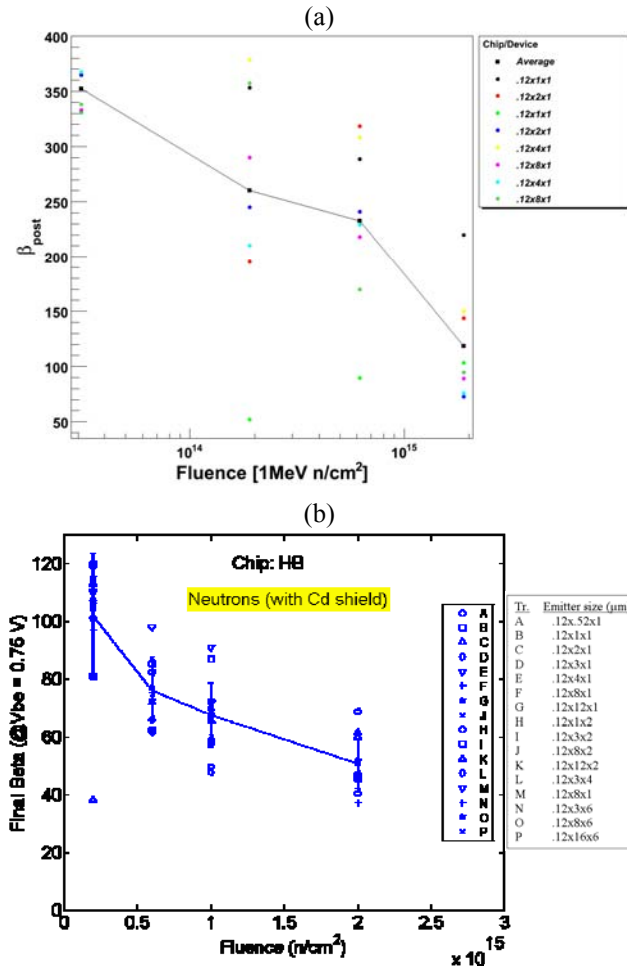 (a)
400
350
300
250
200
150
100
50
βpost
10^14
10^15
Fluence [1MeV n/cm^2]
Chip/Device
Average
.12x1x1
.12x2x1
.12x1x1
.12x2x1
.12x4x1
.12x8x1
.12x4x1
.12x8x1
(b)
Chip: HB
Neutrons (with Cd shield)
120
100
80
60
40
20
0
Final Beta (@Vbe = 0.75 V)
0 0.5 1 1.5 2 2.5 3
Fluence (n/cm^2)
x 10^15
A
B
C
D
E
F
G
J
H
I
K
L
M
N
O
P
Tr. Emitter size (μm)
A .12x.52x1
B .12x1x1
C .12x2x1
D .12x3x1
E .12x4x1
F .12x8x1
G .12x12x1
H .12x1x2
I .12x3x2
J .12x8x2
K .12x12x2
L .12x3x4
M .12x8x1
N .12x3x6
O .12x8x6
P .12x16x6